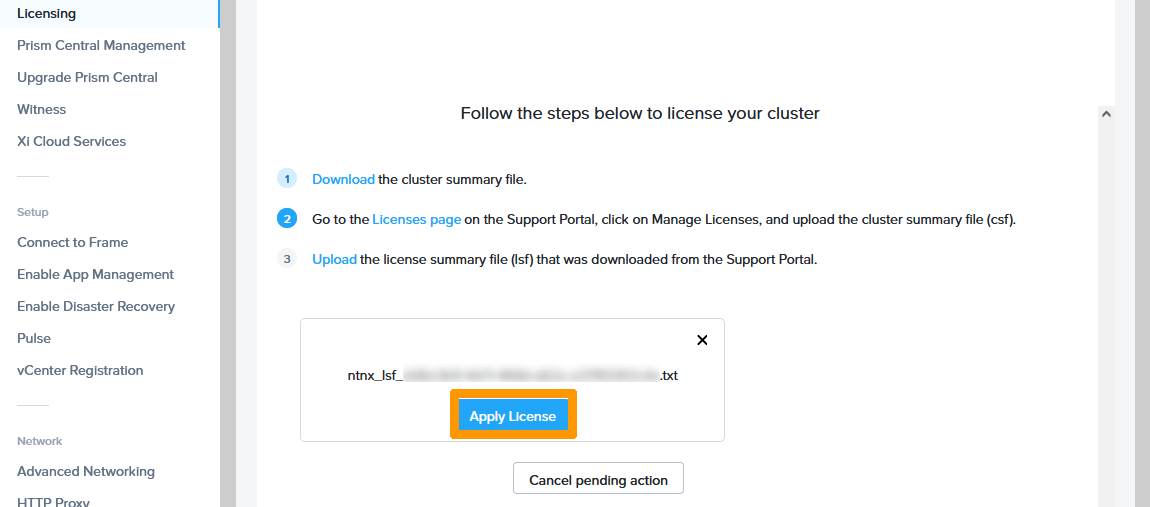 Licensing
Prism Central Management
Upgrade Prism Central
Witness
Xi Cloud Services
Setup
Connect to Frame
Enable App Management
Enable Disaster Recovery
Pulse
vCenter Registration
Network
Advanced Networking
HTTP Proxy
Follow the steps below to license your cluster
1 Download the cluster summary file.
2 Go to the Licenses page on the Support Portal, click on Manage Licenses, and upload the cluster summary file (csf).
3 Upload the license summary file (lsf) that was downloaded from the Support Portal.
ntnx_lsf_ .txt
Apply License
Cancel pending action